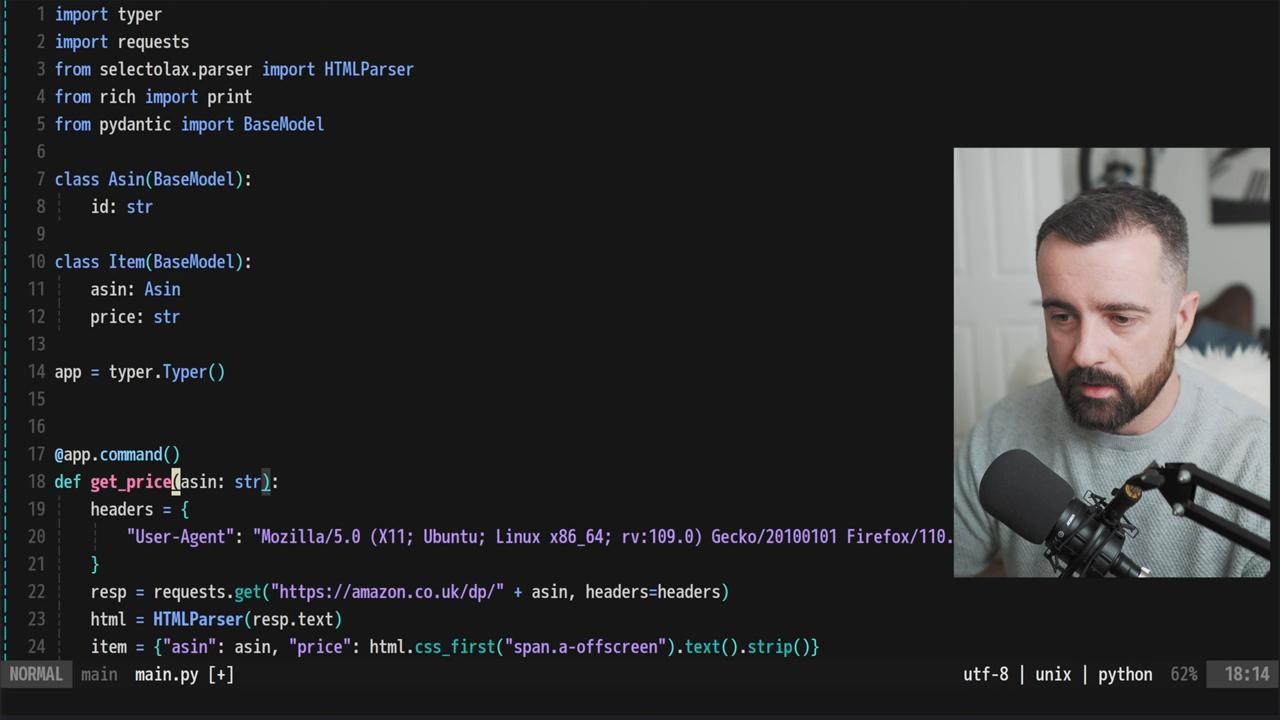 1 import typer
2 import requests
3 from selectolax.parser import HTMLParser
4 from rich import print
5 from pydantic import BaseModel
6
7 class Asin(BaseModel):
8     id: str
9
10 class Item(BaseModel):
11     asin: Asin
12     price: str
13
14 app = typer.Typer()
15
16
17 @app.command()
18 def get_price(asin: str):
19     headers = {
20         "User-Agent": "Mozilla/5.0 (X11; Ubuntu; Linux x86_64; rv:109.0) Gecko/20100101 Firefox/110.
21     }
22     resp = requests.get("https://amazon.co.uk/dp/" + asin, headers=headers)
23     html = HTMLParser(resp.text)
24     item = {"asin": asin, "price": html.css_first("span.a-offscreen").text().strip()}
NORMAL main main.py [+] utf-8 | unix | python 62% 18:14